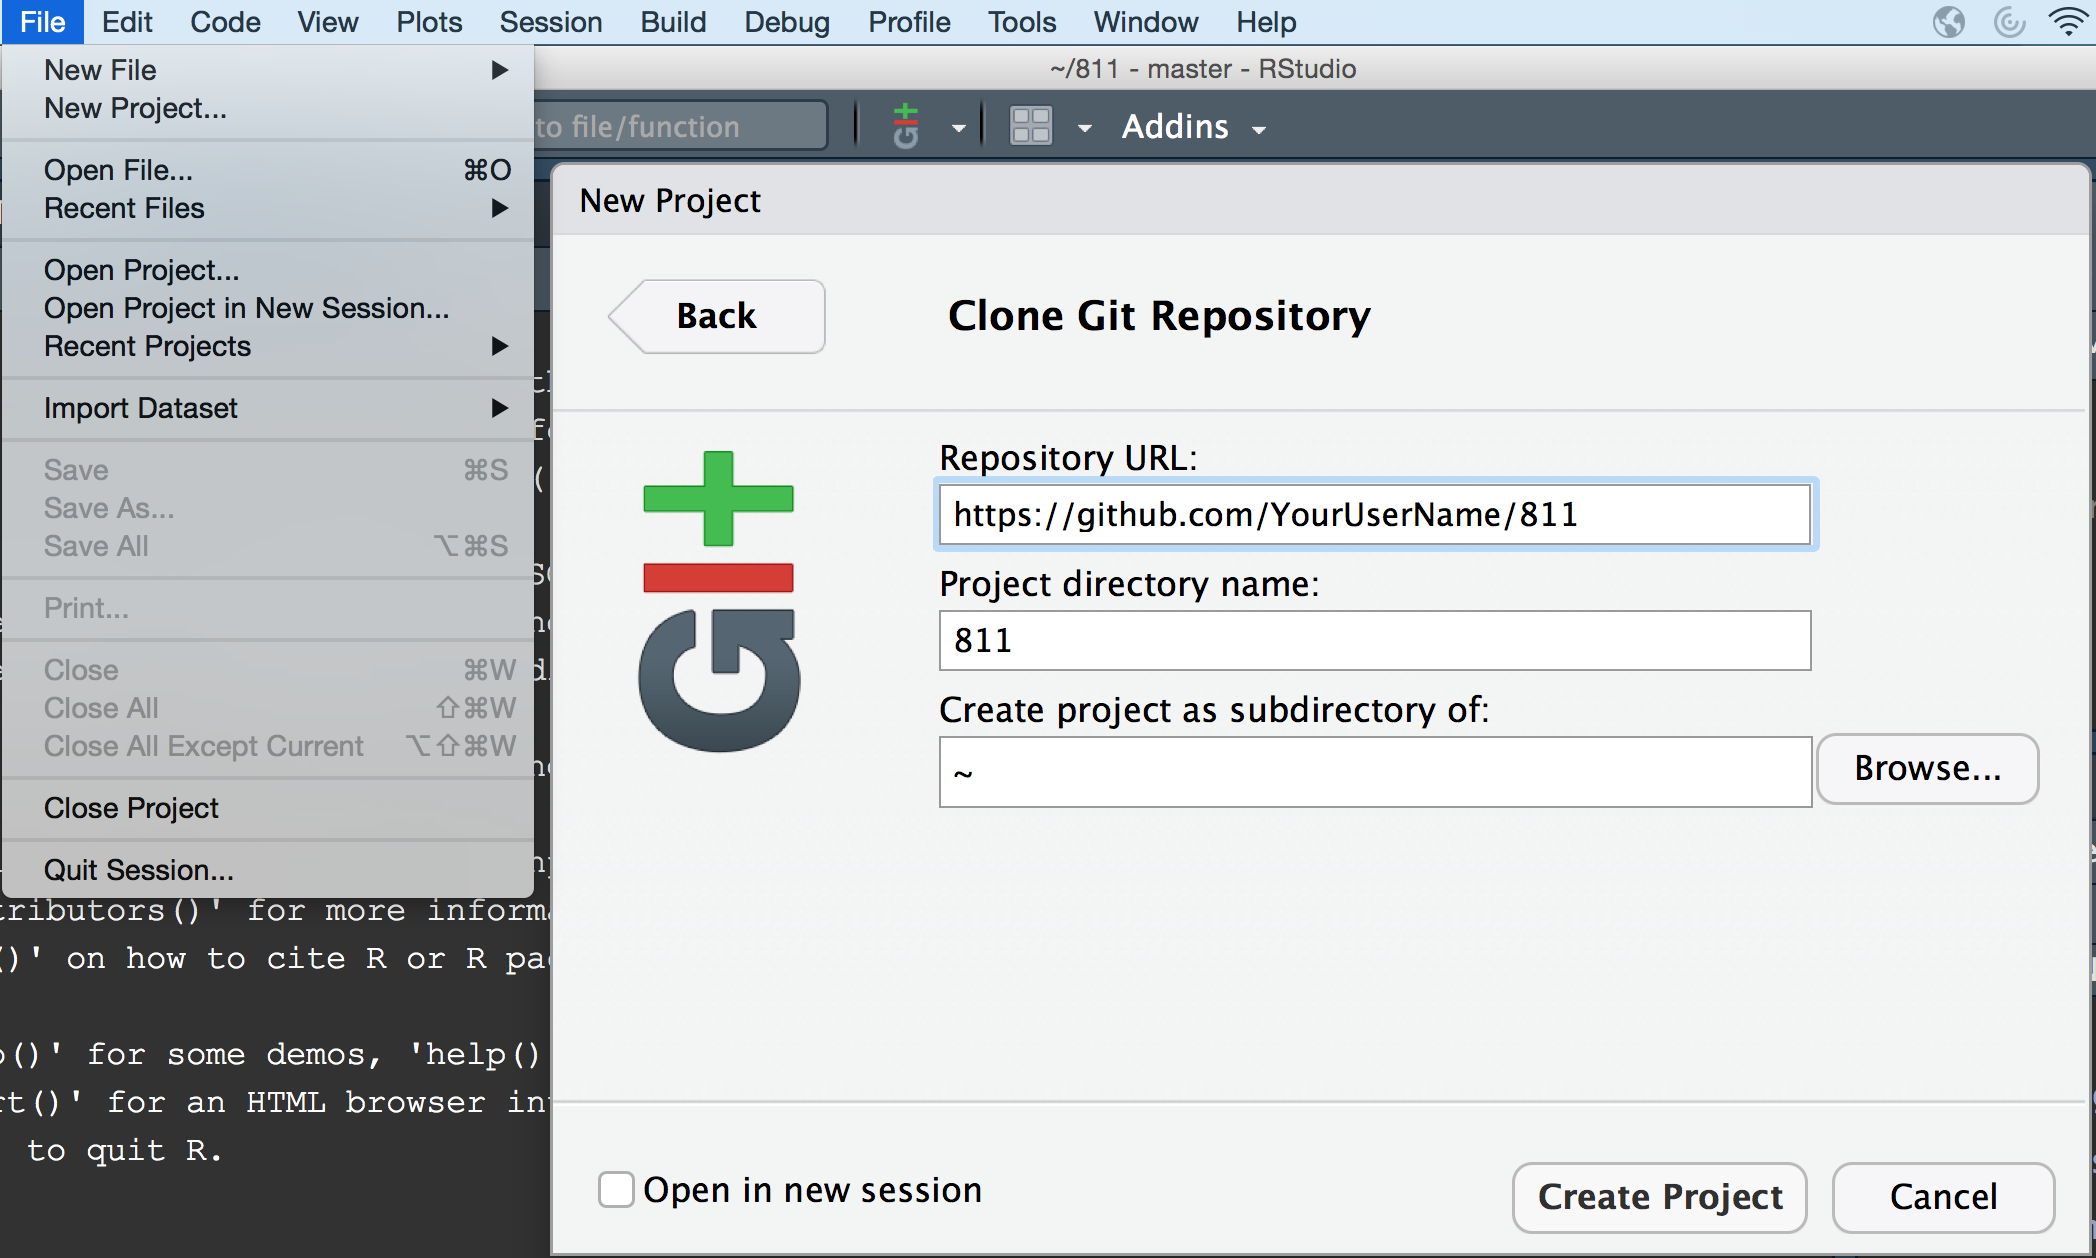 File Edit Code View Plots Session Build Debug Profile Tools Window Help
~/811 - master - RStudio
to file/function
Addins
New File
New Project...
Open File... ⌘O
Recent Files
Open Project...
Open Project in New Session...
Recent Projects
Import Dataset
Save ⌘S
Save As...
Save All ⌥⌘S
Print...
Close ⌘W
Close All ⇧⌘W
Close All Except Current ⌥⇧⌘W
Close Project
Quit Session...
tributors()' for more informa
()' on how to cite R or R pac
o()' for some demos, 'help()
rt()' for an HTML browser in
to quit R.
New Project
Back
Clone Git Repository
GIT
Repository URL:
https://github.com/YourUserName/811
Project directory name:
811
Create project as subdirectory of:
~
Browse...
Open in new session
Create Project
Cancel